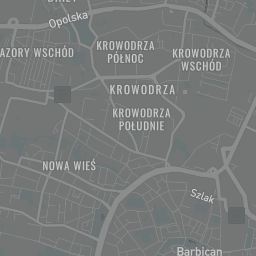 Opolska
AZORY WSCHÓD
KROWODRZA
PÓŁNOC
KROWODRZA
WSCHÓD
KROWODRZA
KROWODRZA
POŁUDNIE
NOWA WIEŚ
Szlak
Barbican